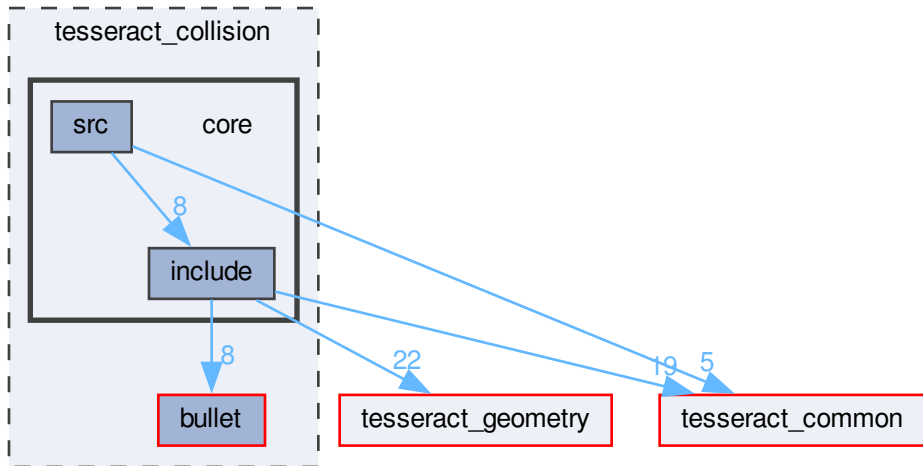 tesseract_collision
src
core
8
include
8
22
19
5
bullet
tesseract_geometry
tesseract_common